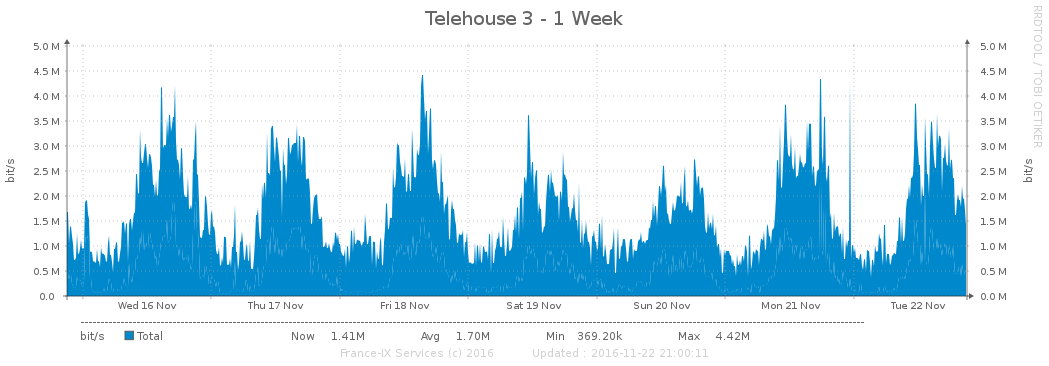 Telehouse 3 - 1 Week
RRDTOOL / TOBI OETIKER
5.0 M 5.0 M
4.5 M 4.5 M
4.0 M 4.0 M
3.5 M 3.5 M
3.0 M 3.0 M
2.5 M 2.5 M
2.0 M 2.0 M
1.5 M 1.5 M
1.0 M 1.0 M
0.5 M 0.5 M
0.0 0.0 M
bit/s bit/s
Wed 16 Nov Thu 17 Nov Fri 18 Nov Sat 19 Nov Sun 20 Nov Mon 21 Nov Tue 22 Nov
bit/s Total Now 1.41M Avg 1.70M Min 369.20k Max 4.42M
France-IX Services (c) 2016 Updated : 2016-11-22 21:00:11